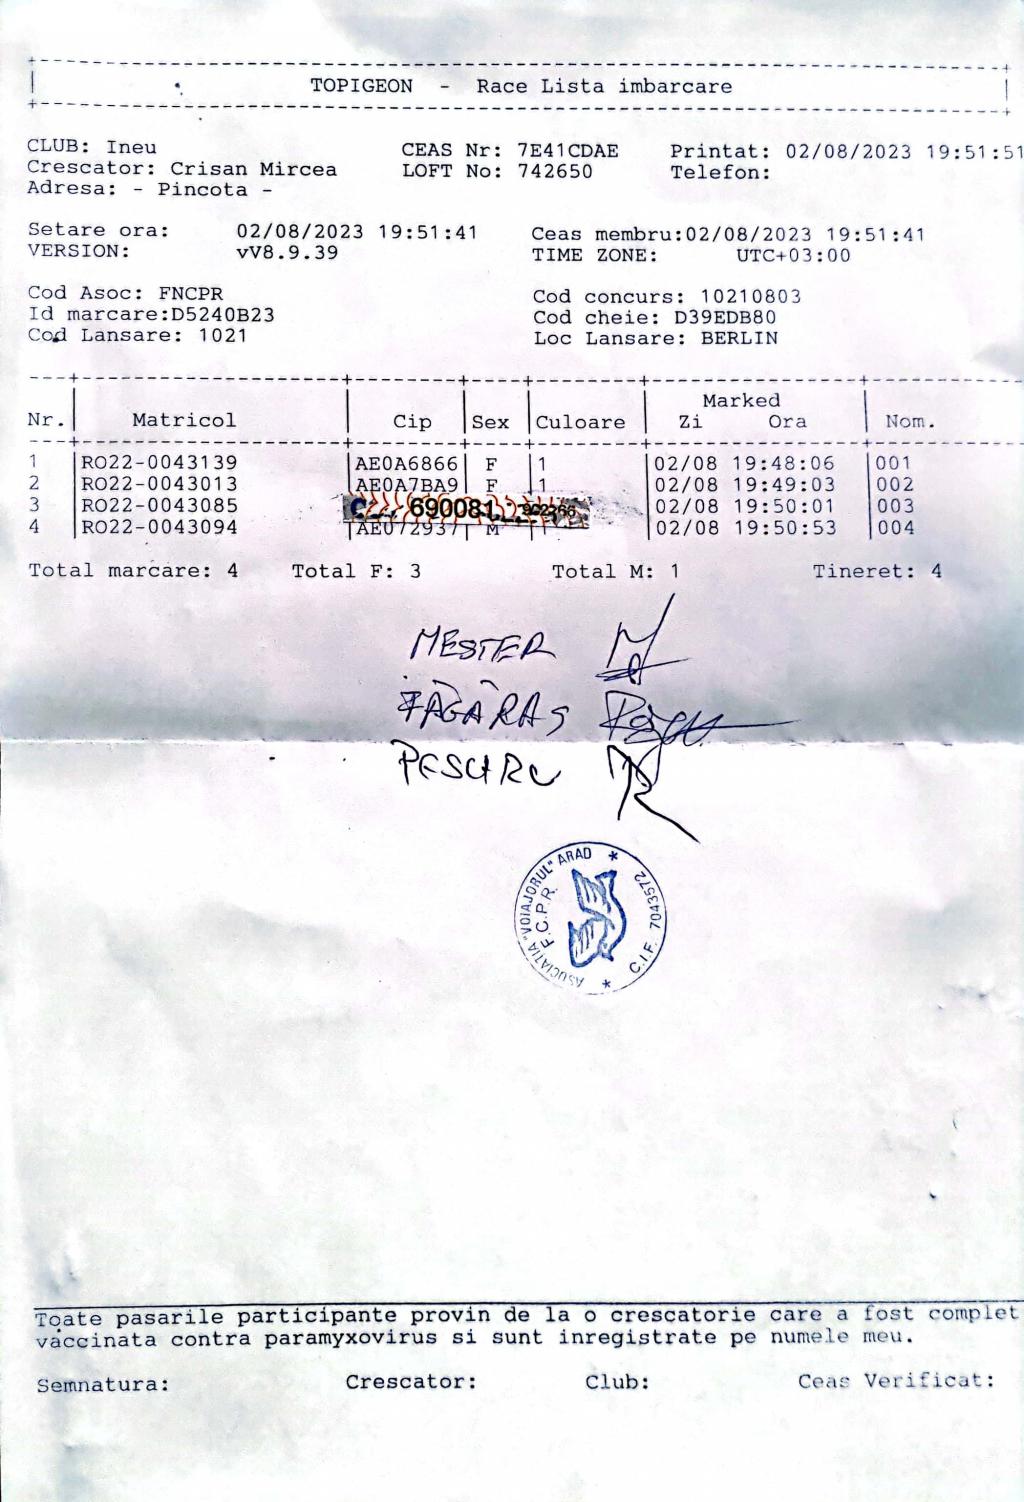 TOPIGEON - Race Lista imbarcare
CLUB: Ineu CEAS Nr: 7E41CDAE Printat: 02/08/2023 19:51:51
Crescator: Crisan Mircea LOFT No: 742650 Telefon:
Adresa: - Pincota -
Setare ora: 02/08/2023 19:51:41 Ceas membru:02/08/2023 19:51:41
VERSION: vV8.9.39 TIME ZONE: UTC+03:00
Cod Asoc: FNCPR Cod concurs: 10210803
Id marcare:D5240B23 Cod cheie: D39EDB80
Cod Lansare: 1021 Loc Lansare: BERLIN
Marked
Nr. Matricol Cip Sex Culoare Zi Ora Nom.
1 RO22-0043139 AE0A6866 F 1 02/08 19:48:06 001
2 RO22-0043013 AE0A7BA9 F 1 02/08 19:49:03 002
3 RO22-0043085 690081 02/08 19:50:01 003
4 RO22-0043094 AE072937 M 1 02/08 19:50:53 004
Total marcare: 4 Total F: 3 Total M: 1 Tineret: 4
MESTER
FĂGĂRAS
PESCARU
ASOCIATIA "VOIAJORUL" ARAD * C.I.F. 7043572 *
F.C.P.R.
Toate pasarile participante provin de la o crescatorie care a fost complet
vaccinata contra paramyxovirus si sunt inregistrate pe numele meu.
Semnatura: Crescator: Club: Ceas Verificat: